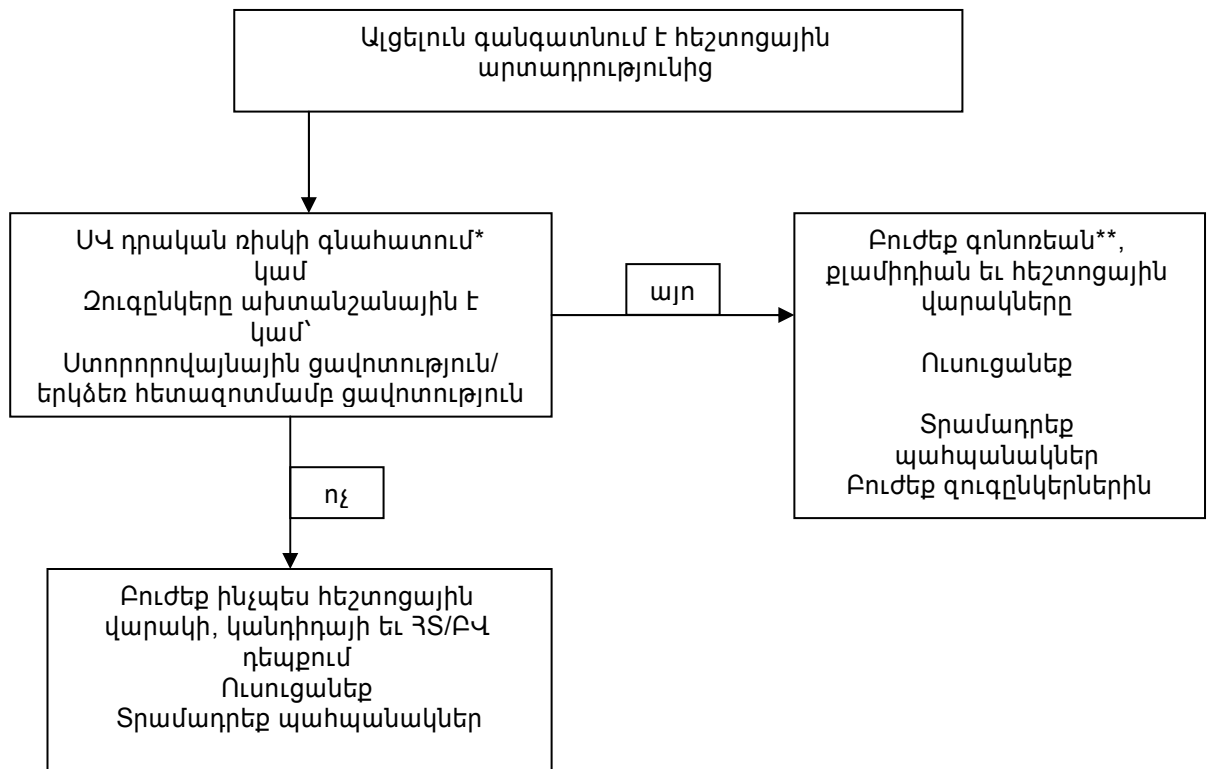 Ալցելուն գանգատնում է հեշտոցային
արտադրությունից
ՍՎ դրական ռիսկի գնահատում*
կամ
Զուգընկերը ախտանշանային է
կամ՝
Ստորորովայնային ցավոտություն/
երկձեռ հետազոտմամբ ցավոտություն
այո
Բուժեք գոնոռեան**,
քլամիդիան եւ հեշտոցային
վարակները
Ուսուցանեք
Տրամադրեք
պահպանակներ
Բուժեք զուգընկերներին
ոչ
Բուժեք ինչպես հեշտոցային
վարակի, կանդիդայի եւ ՅՏ/ԲՎ
դեպքում
Ուսուցանեք
Տրամադրեք պահպանակներ